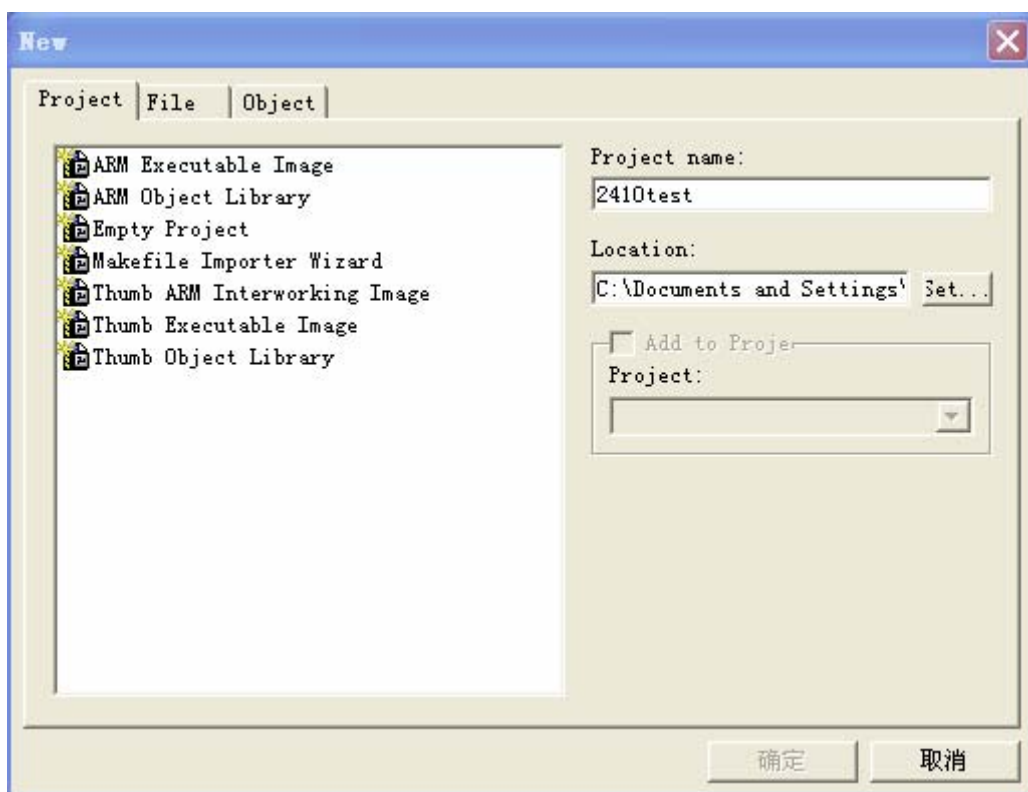 New
Project File Object
ARM Executable Image
ARM Object Library
Empty Project
Makefile Importer Wizard
Thumb ARM Interworking Image
Thumb Executable Image
Thumb Object Library
Project name:
2410test
Location:
C:\Documents and Settings\ Set...
Add to Proje
Project:
确定 取消